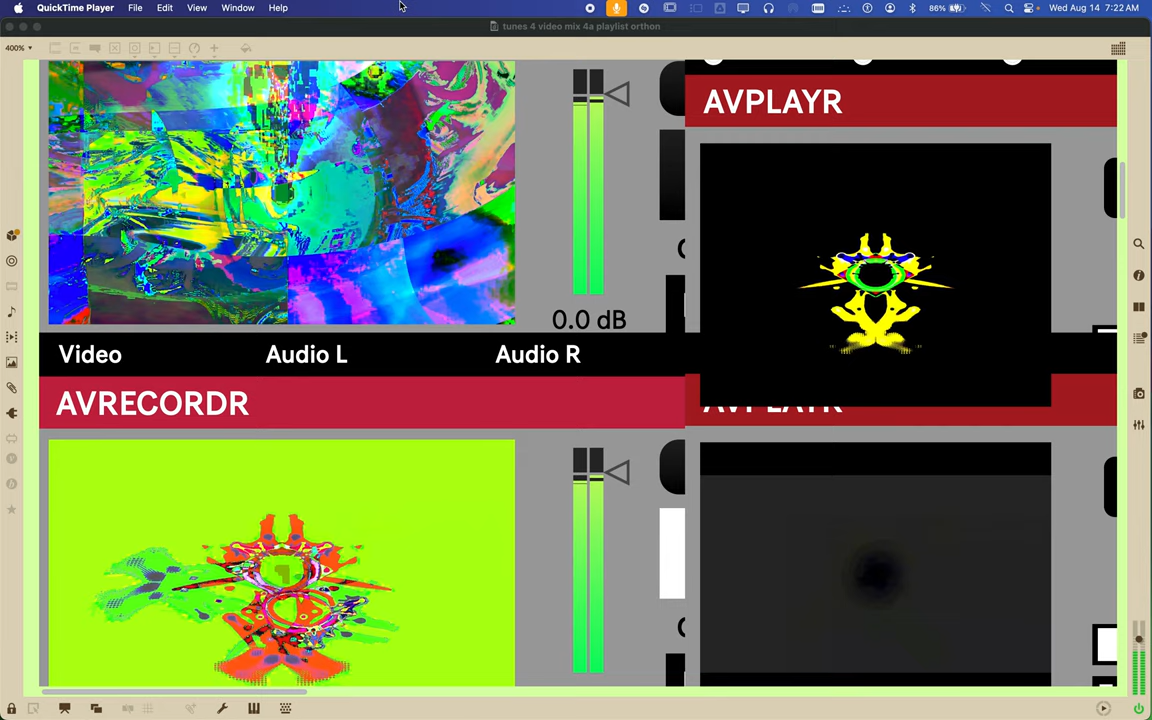 QuickTime Player File Edit View Window Help 86% Wed Aug 14 7:22 AM
tunes 4 video mix 4a playlist orthon
400%
AVPLAYR
0.0 dB
Video Audio L Audio R
AVRECORDR
AVPLAYR